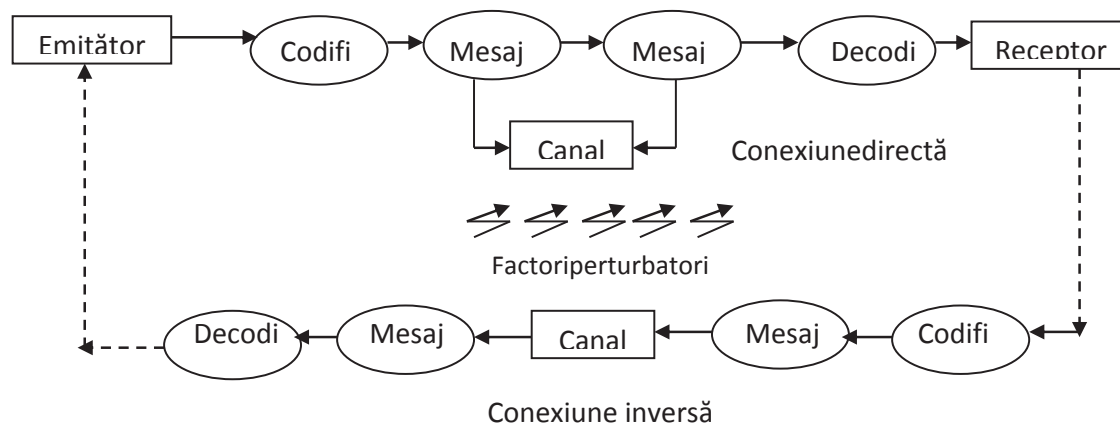 Emitător Codifi Mesaj Mesaj Decodi Receptor
Canal Conexiunedirectă
Factoriperturbatori
Decodi Mesaj Canal Mesaj Codifi
Conexiune inversă